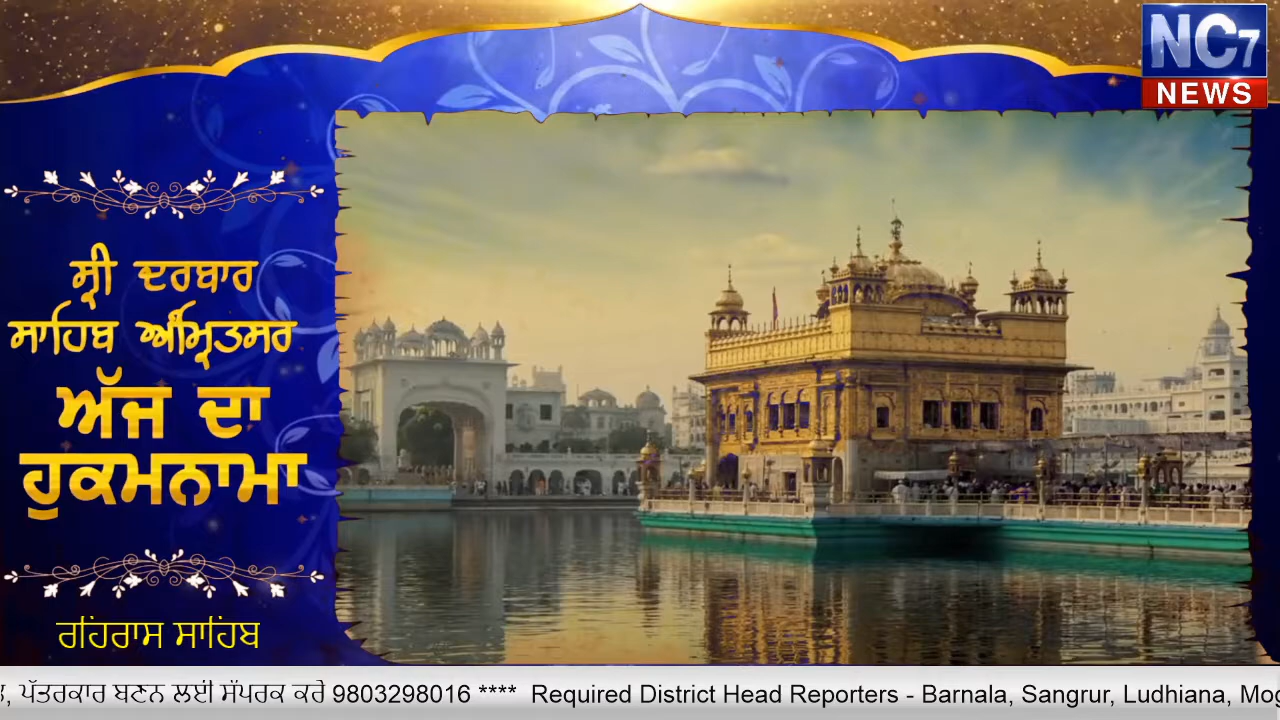 NC7
NEWS
ਸ੍ਰੀ ਦਰਬਾਰ
ਸਾਹਿਬ ਅੰਮ੍ਰਿਤਸਰ
ਅੱਜ ਦਾ
ਹੁਕਮਨਾਮਾ
ਰਹਿਰਾਸ ਸਾਹਿਬ
ਪੱਤਰਕਾਰ ਬਣਨ ਲਈ ਸੰਪਰਕ ਕਰੋ 9803298016 **** Required District Head Reporters - Barnala, Sangrur, Ludhiana,